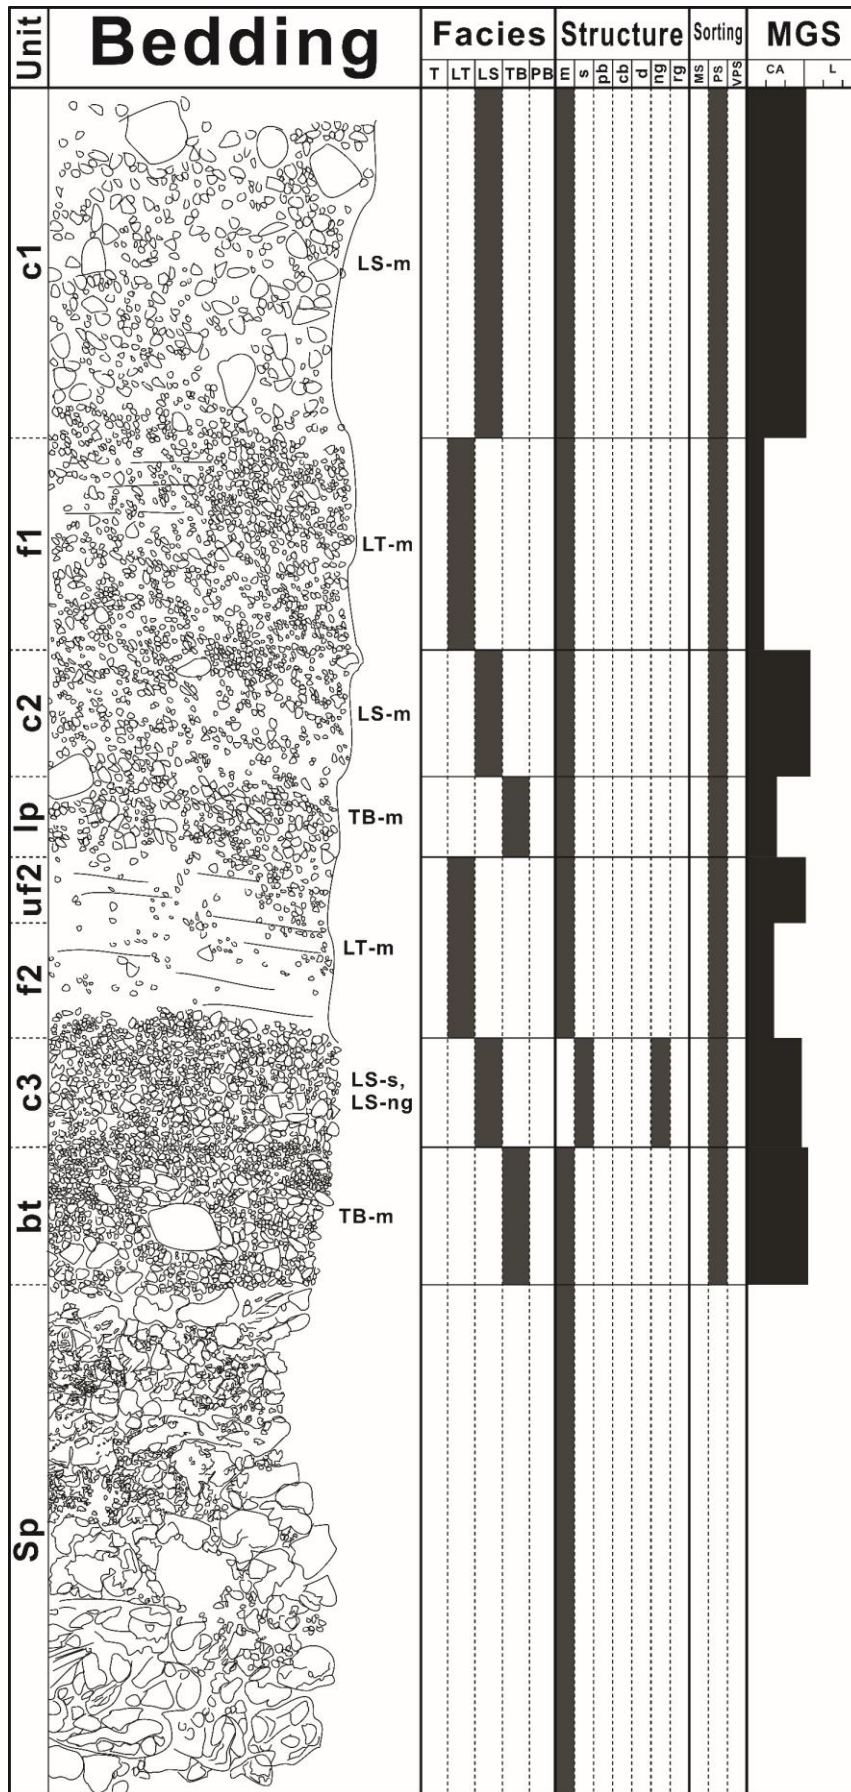 Unit Bedding Facies Structure Sorting MGS
T LT LS TB PB m s pb cb d ng rg MS PS VPS CA L
c1 LS-m
f1 LT-m
c2 LS-m
lp TB-m
uf2
f2 LT-m
c3 LS-s,
LS-ng
bt TB-m
Sp